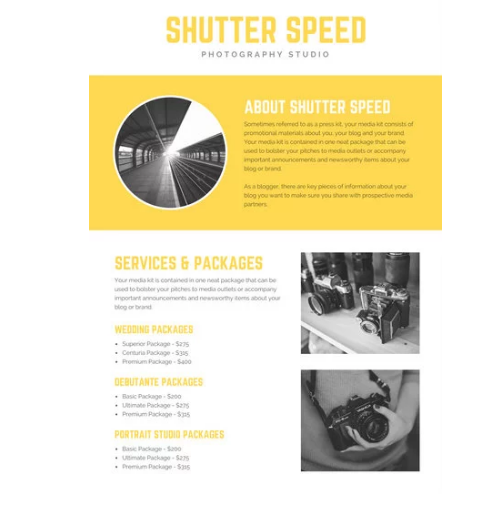 SHUTTER SPEED
PHOTOGRAPHY STUDIO
ABOUT SHUTTER SPEED
Sometimes referred to as a press kit, your media kit consists of
promotional materials about you, your blog and your brand.
Your media kit is contained in one neat package that can be
used to bolster your pitches to media outlets or accompany
important announcements and newsworthy items about your
blog or brand.
As a blogger, there are key pieces of information about your
blog you want to make sure you share with prospective media
partners.
SERVICES & PACKAGES
Your media kit is contained in one neat package that can be
used to bolster your pitches to media outlets or accompany
important announcements and newsworthy items about your
blog or brand.
WEDDING PACKAGES
• Superior Package - $275
• Centuria Package - $315
• Premium Package - $400
DEBUTANTE PACKAGES
• Basic Package - $200
• Ultimate Package - $275
• Premium Package - $315
PORTRAIT STUDIO PACKAGES
• Basic Package - $200
• Ultimate Package - $275
• Premium Package - $315